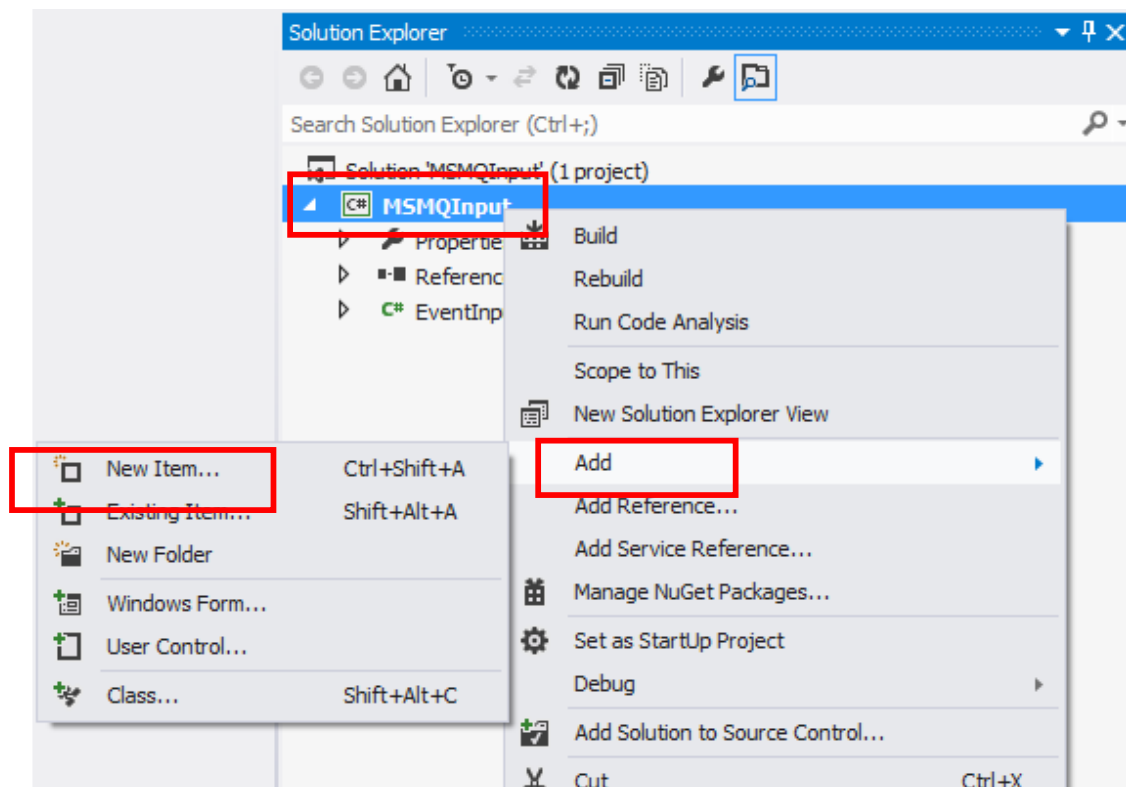 Solution Explorer
Search Solution Explorer (Ctrl+;)
Solution 'MSMQInput' (1 project)
C# MSMQInput
Propertie
Referenc
C# EventInp
Build
Rebuild
Run Code Analysis
Scope to This
New Solution Explorer View
Add
Add Reference...
Add Service Reference...
Manage NuGet Packages...
Set as StartUp Project
Debug
Add Solution to Source Control...
Cut Ctrl+X
New Item... Ctrl+Shift+A
Existing Item... Shift+Alt+A
New Folder
Windows Form...
User Control...
Class... Shift+Alt+C